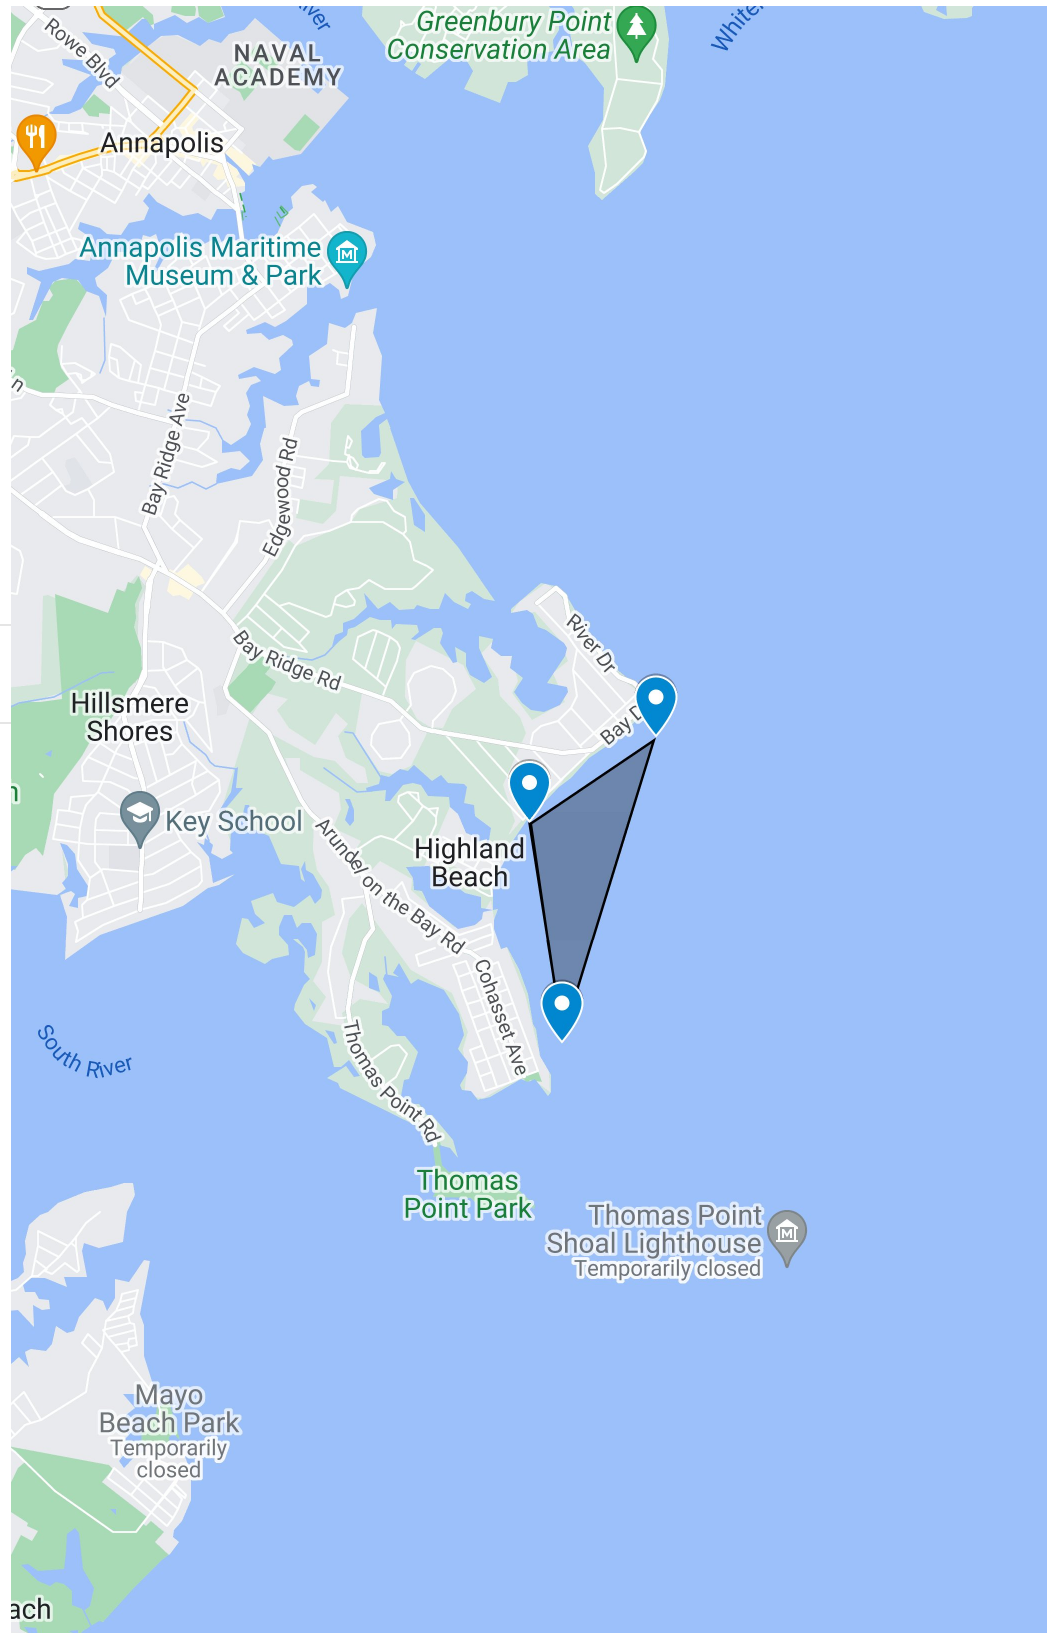 Greenbury Point
Conservation Area
Rowe Blvd
NAVAL
ACADEMY
Annapolis
Annapolis Maritime
Museum & Park
Bay Ridge Ave
Edgewood Rd
River Dr
Bay Ridge Rd
Bay
Hillsmere
Shores
Key School
Highland
Beach
Arundel on the Bay Rd
Cohasset Ave
South River
Thomas Point Rd
Thomas
Point Park
Thomas Point
Shoal Lighthouse
Temporarily closed
Mayo
Beach Park
Temporarily
closed